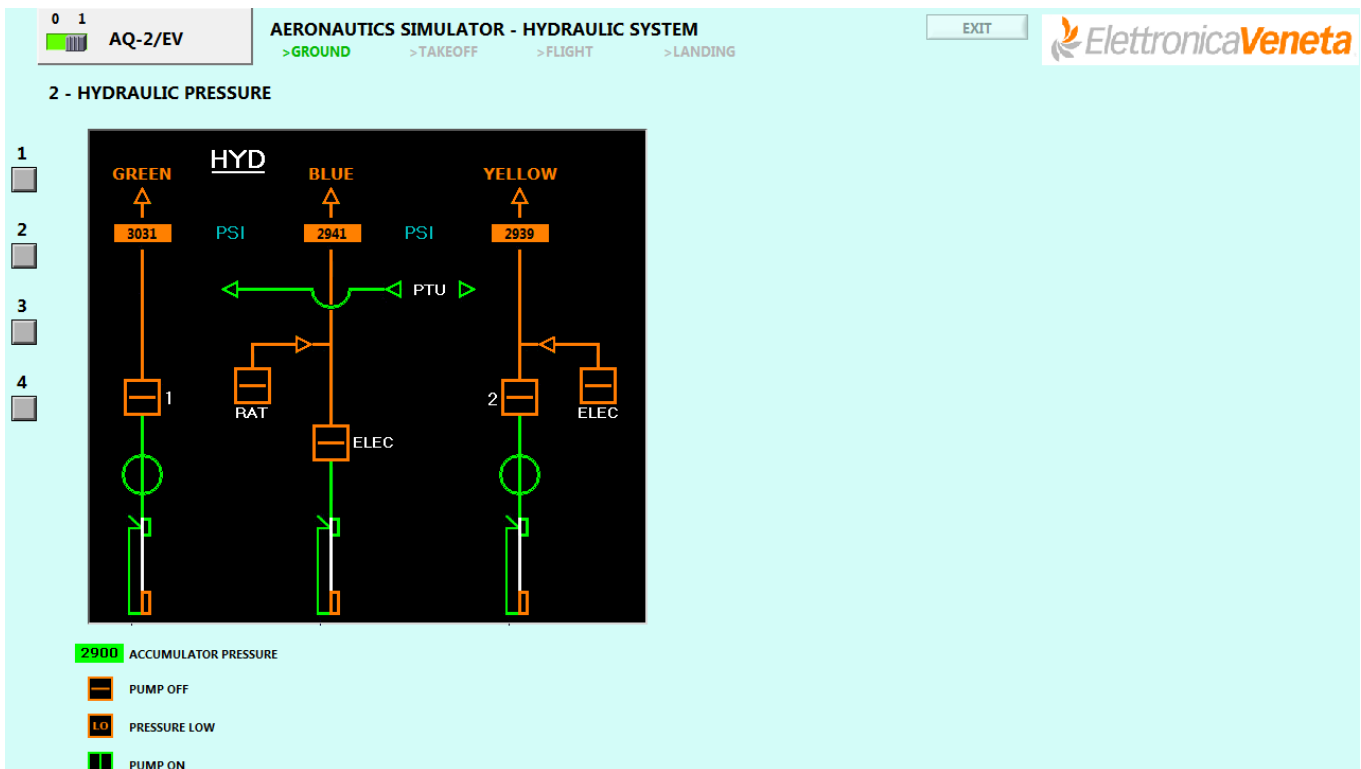 0 1
AQ-2/EV
AERONAUTICS SIMULATOR - HYDRAULIC SYSTEM
>GROUND >TAKEOFF >FLIGHT >LANDING
EXIT
ElettronicaVeneta
2 - HYDRAULIC PRESSURE
1
2
3
4
HYD
GREEN BLUE YELLOW
3031 PSI 2941 PSI 2939
PTU
1 RAT 2 ELEC
ELEC
2900 ACCUMULATOR PRESSURE
PUMP OFF
LO PRESSURE LOW
PUMP ON